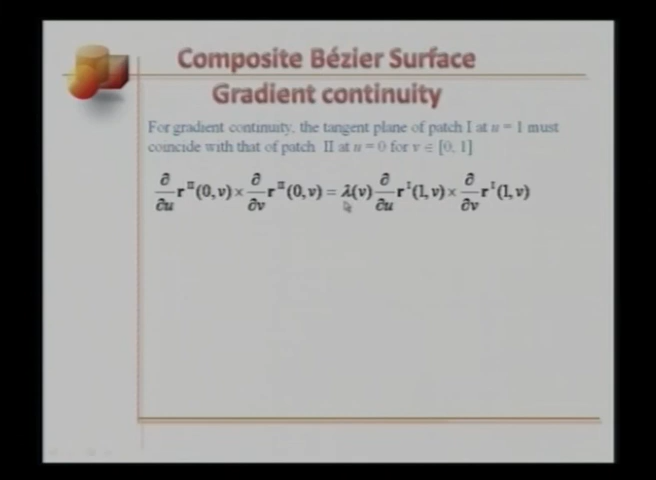 Composite Bézier Surface
Gradient continuity
For gradient continuity, the tangent plane of patch I at u = 1 must
coincide with that of patch II at u = 0 for v ∈ [0, 1]
∂/∂u r^II(0,v) × ∂/∂v r^II(0,v) = λ(v) ∂/∂u r^I(1,v) × ∂/∂v r^I(1,v)